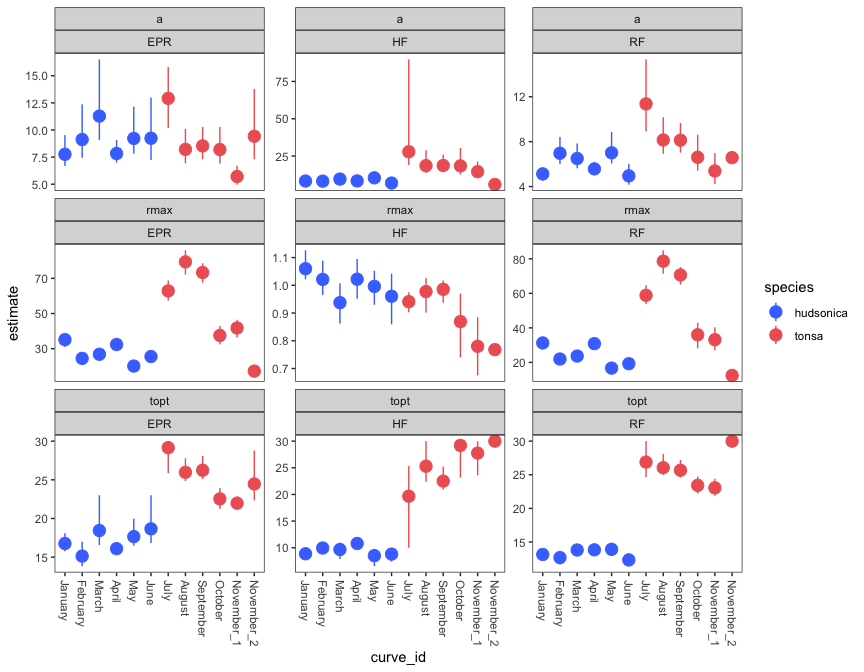 a a a
EPR HF RF
15.0
12.5
10.0
7.5
5.0
75
25
12
8
4
rmax rmax rmax
EPR HF RF
70
50
30
1.1
1.0
0.9
0.8
0.7
80
60
40
20
topt topt topt
EPR HF RF
30
25
20
15
30
25
20
15
10
30
25
20
15
January
February
March
April
May
June
July
August
September
October
November_1
November_2
January
February
March
April
May
June
July
August
September
October
November_1
November_2
January
February
March
April
May
June
July
August
September
October
November_1
November_2
estimate
curve_id
species
hudsonica
tonsa